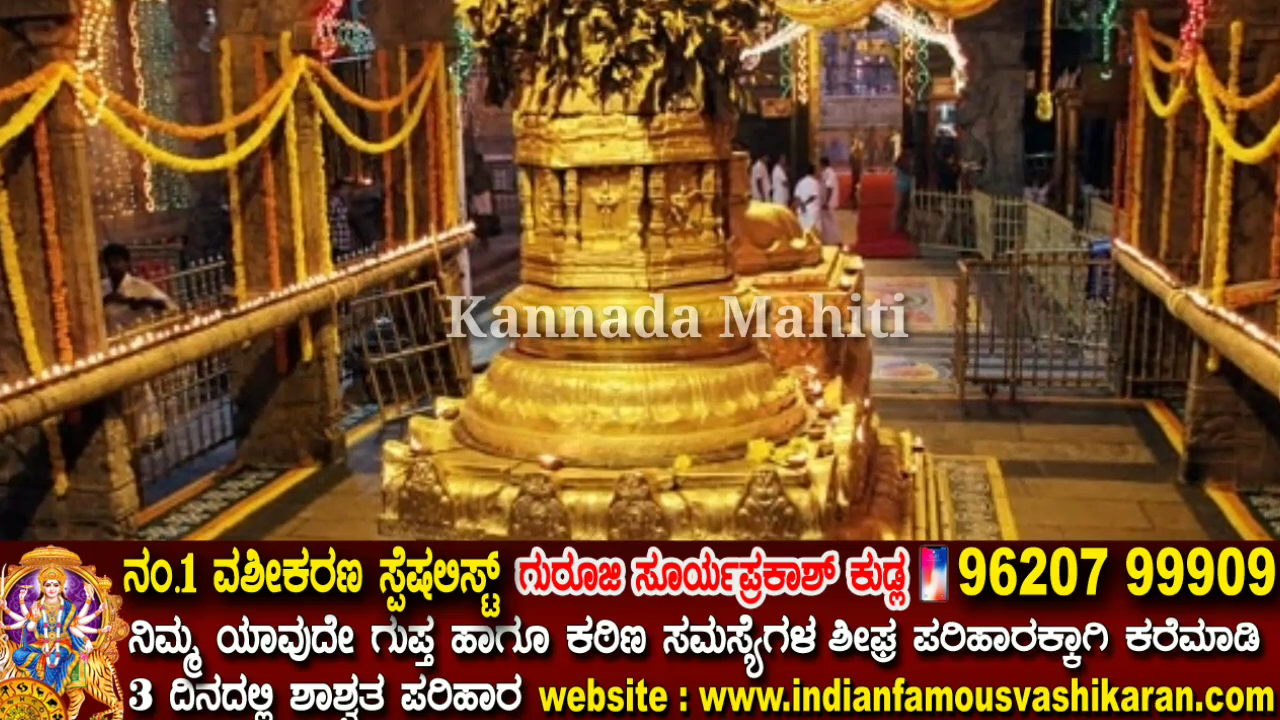 Kannada Mahiti
ನಂ.1 ವಶೀಕರಣ ಸ್ಪೆಷಲಿಸ್ಟ್ ಗುರೂಜಿ ಸೂರ್ಯಪ್ರಕಾಶ್ ಕುಡ್ಲ 96207 99909
ನಿಮ್ಮ ಯಾವುದೇ ಗುಪ್ತ ಹಾಗೂ ಕಠಿಣ ಸಮಸ್ಯೆಗಳ ಶೀಘ್ರ ಪರಿಹಾರಕ್ಕಾಗಿ ಕರೆಮಾಡಿ
3 ದಿನದಲ್ಲಿ ಶಾಶ್ವತ ಪರಿಹಾರ website : www.indianfamousvashikaran.com